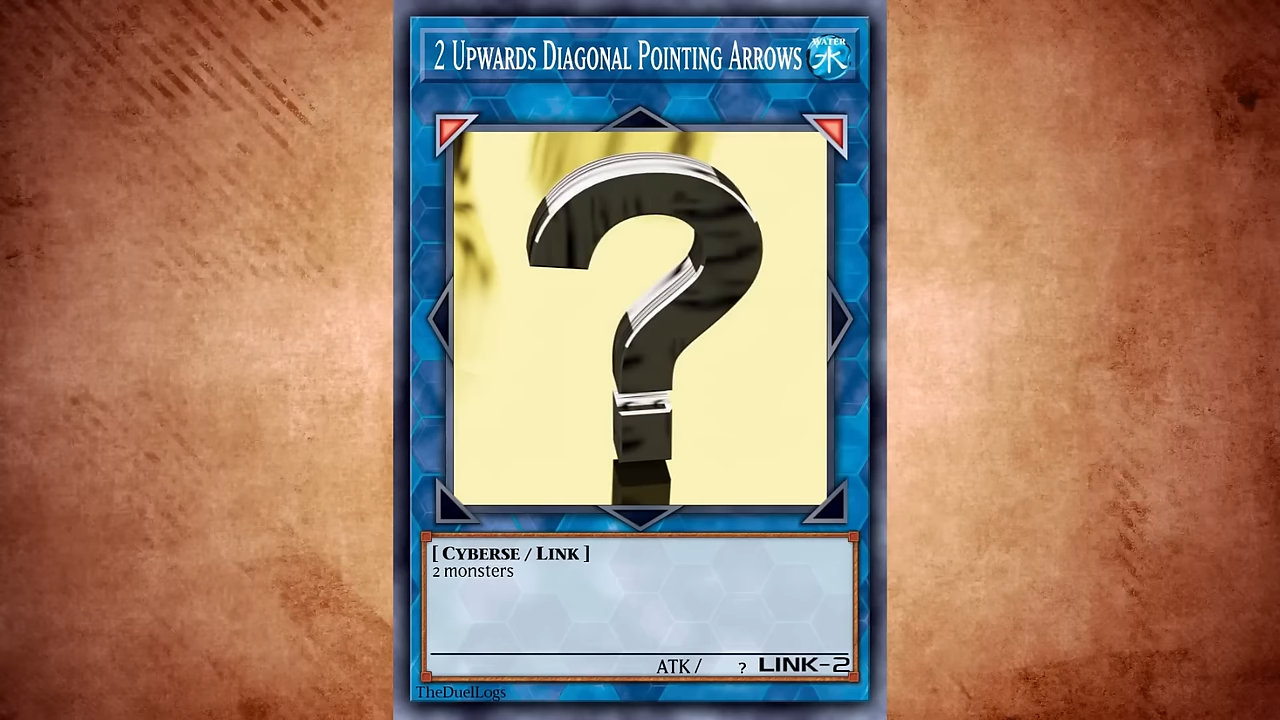 2 Upwards Diagonal Pointing Arrows
WATER
水
[ Cyberse / Link ]
2 monsters
ATK / ? LINK-2
TheDuelLogs